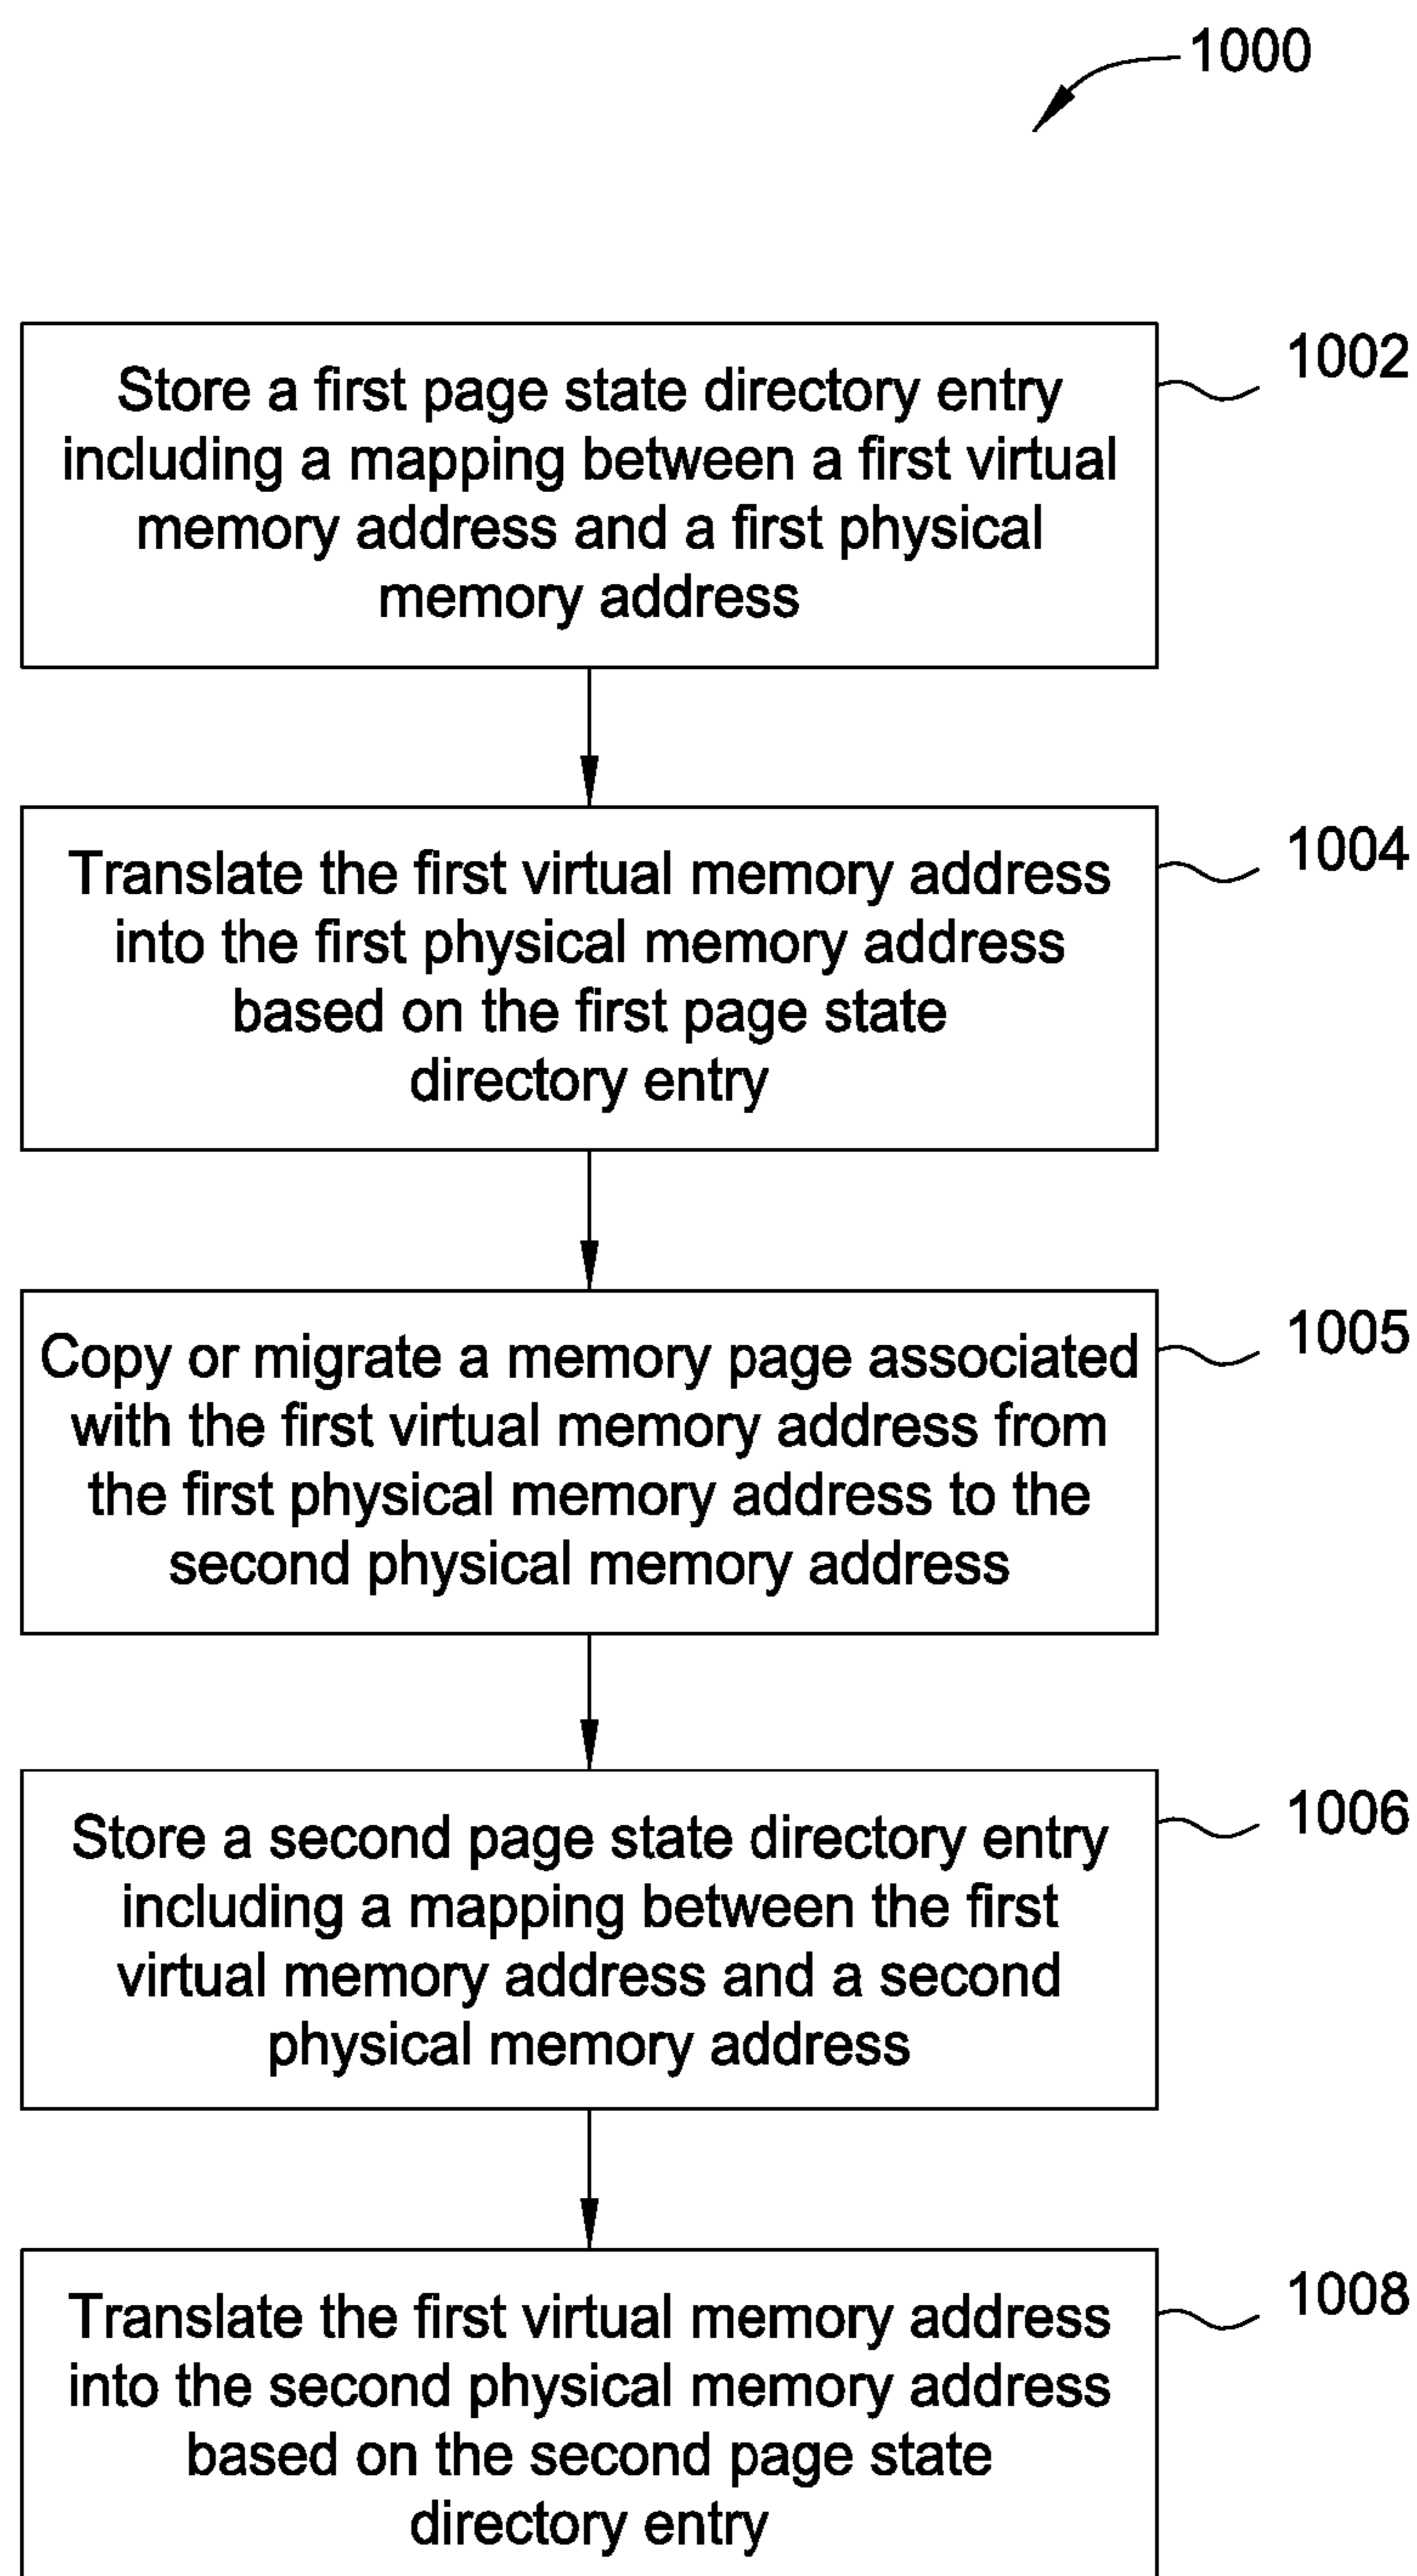 1000
Store a first page state directory entry
including a mapping between a first virtual
memory address and a first physical
memory address
1002
Translate the first virtual memory address
into the first physical memory address
based on the first page state
directory entry
1004
Copy or migrate a memory page associated
with the first virtual memory address from
the first physical memory address to the
second physical memory address
1005
Store a second page state directory entry
including a mapping between the first
virtual memory address and a second
physical memory address
1006
Translate the first virtual memory address
into the second physical memory address
based on the second page state
directory entry
1008